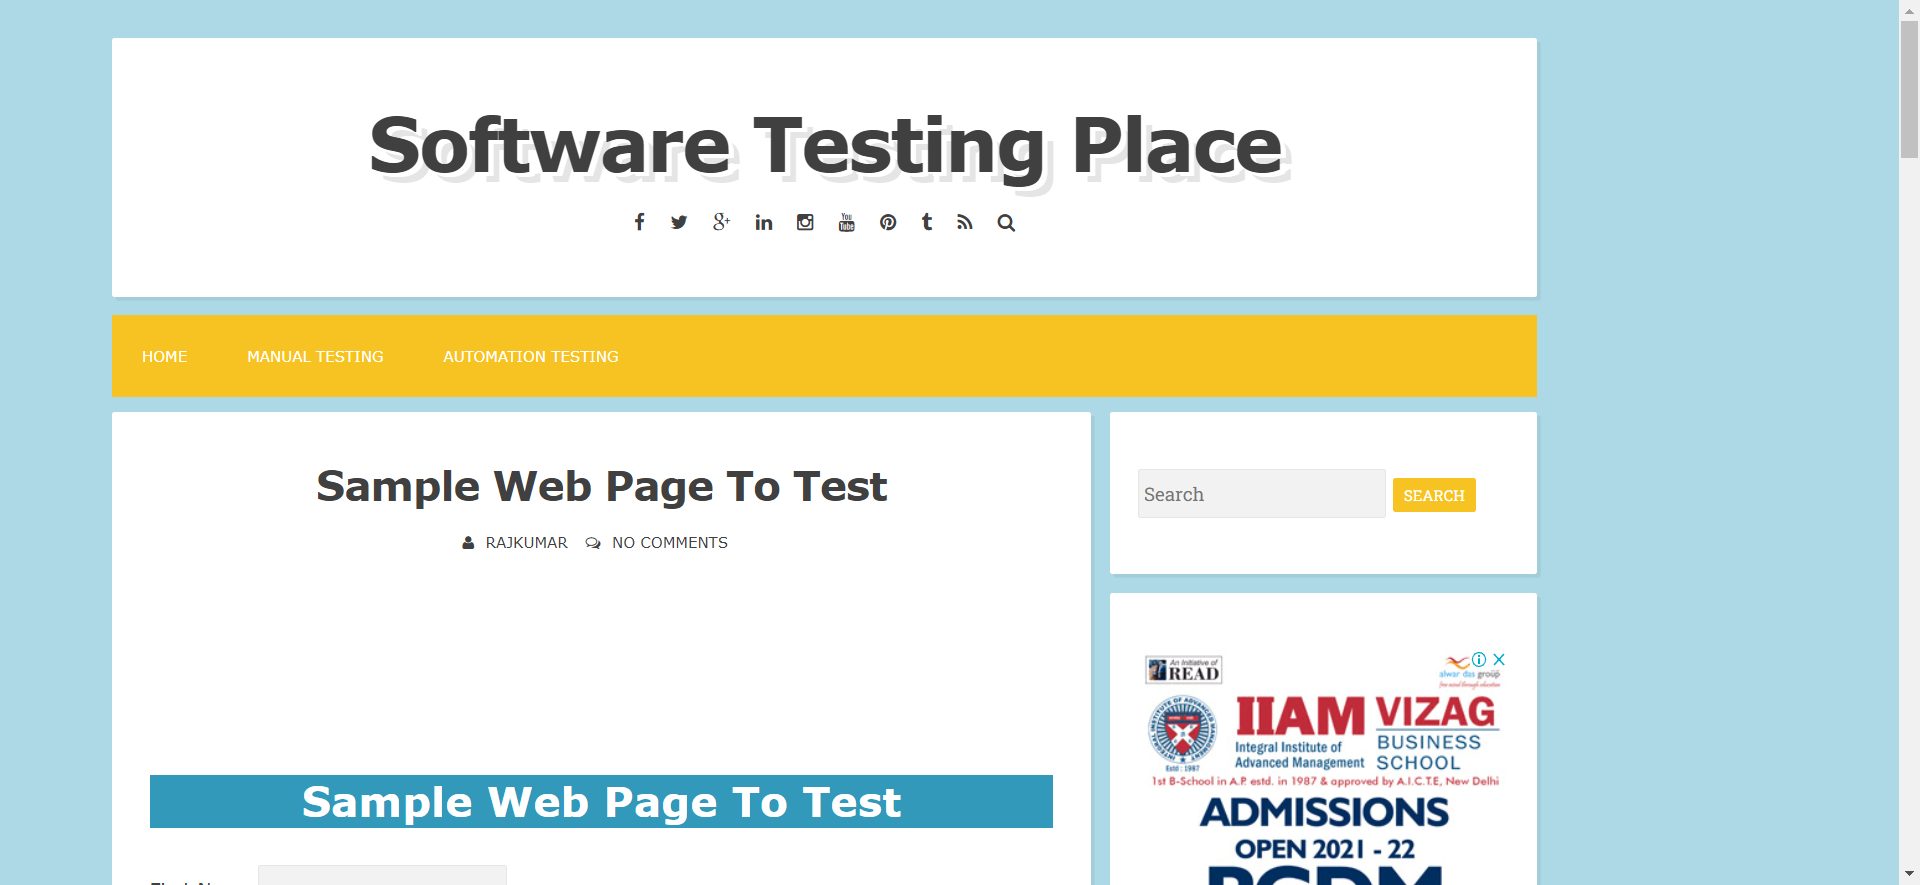 Software Testing Place
HOME
MANUAL TESTING
AUTOMATION TESTING
Sample Web Page To Test
RAJKUMAR
NO COMMENTS
Sample Web Page To Test
Search
SEARCH
An Initiative of
READ
alwar das group
IIAM
Integral Institute of
Advanced Management
VIZAG
BUSINESS
SCHOOL
Estd : 1987
1st B-School in A.P. estd. in 1987 & approved by A.I.C.T.E, New Delhi
ADMISSIONS
OPEN 2021 - 22
PGDM